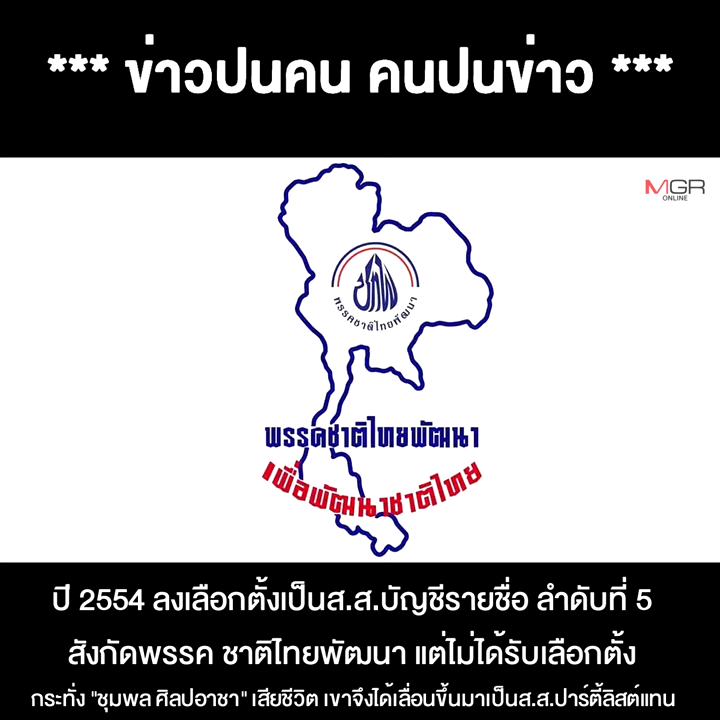 *** ข่าวปนคน คนปนข่าว ***
MGR
ONLINE
ชทพ
พรรคชาติไทยพัฒนา
พรรคชาติไทยพัฒนา
เพื่อพัฒนาชาติไทย
ปี 2554 ลงเลือกตั้งเป็นส.ส.บัญชีรายชื่อ ลำดับที่ 5
สังกัดพรรค ชาติไทยพัฒนา แต่ไม่ได้รับเลือกตั้ง
กระทั่ง "ชุมพล ศิลปอาชา" เสียชีวิต เขาจึงได้เลื่อนขึ้นมาเป็นส.ส.ปาร์ตี้ลิสต์แทน